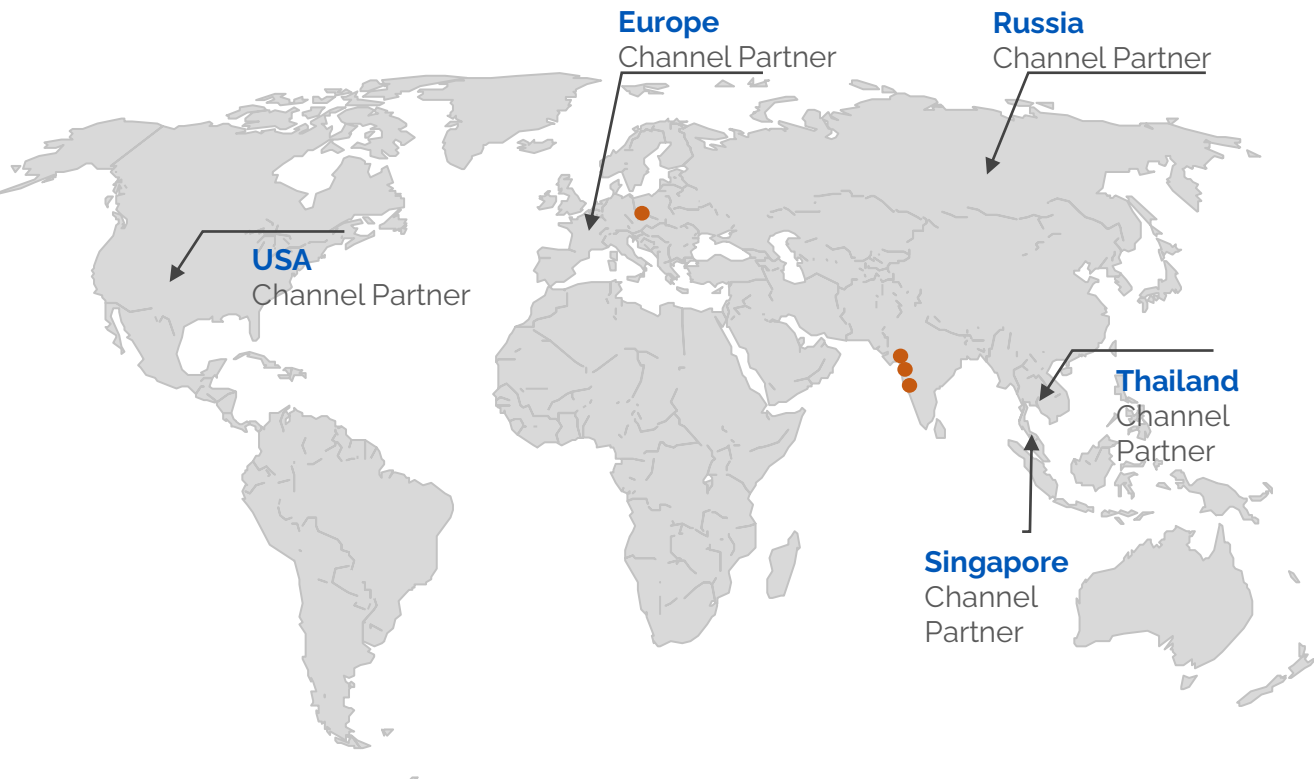 Europe
Channel Partner
Russia
Channel Partner
USA
Channel Partner
Thailand
Channel
Partner
Singapore
Channel
Partner